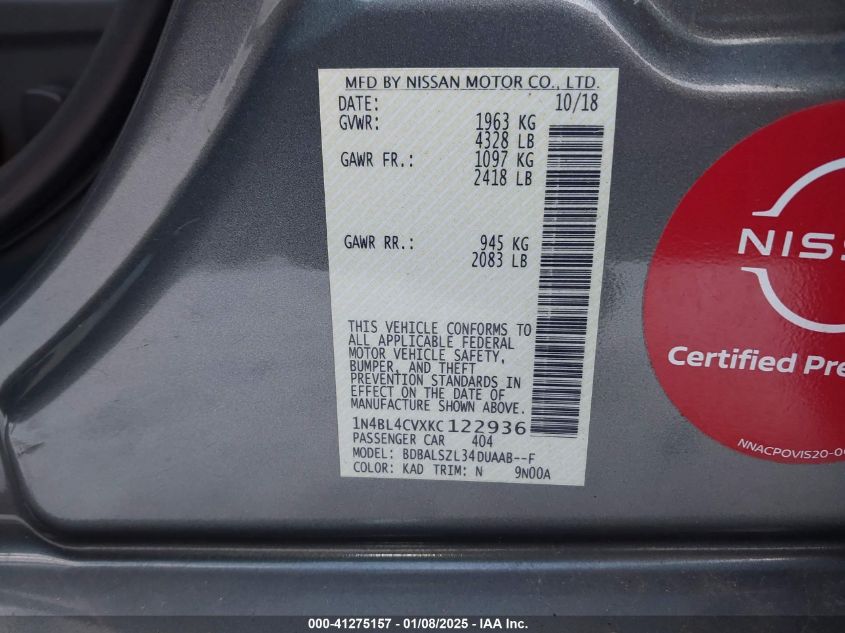 MFD BY NISSAN MOTOR CO., LTD.
DATE: 10/18
GVWR: 1963 KG
4328 LB
GAWR FR.: 1097 KG
2418 LB
GAWR RR.: 945 KG
2083 LB
THIS VEHICLE CONFORMS TO
ALL APPLICABLE FEDERAL
MOTOR VEHICLE SAFETY,
BUMPER, AND THEFT
PREVENTION STANDARDS IN
EFFECT ON THE DATE OF
MANUFACTURE SHOWN ABOVE.
1N4BL4CVXKC122936
PASSENGER CAR 404
MODEL: BDBALSZL34DUAAB--F
COLOR: KAD TRIM: N 9N00A
NISS
Certified Pre
NNACPOVIS20-0
000-41275157 - 01/08/2025 - IAA Inc.